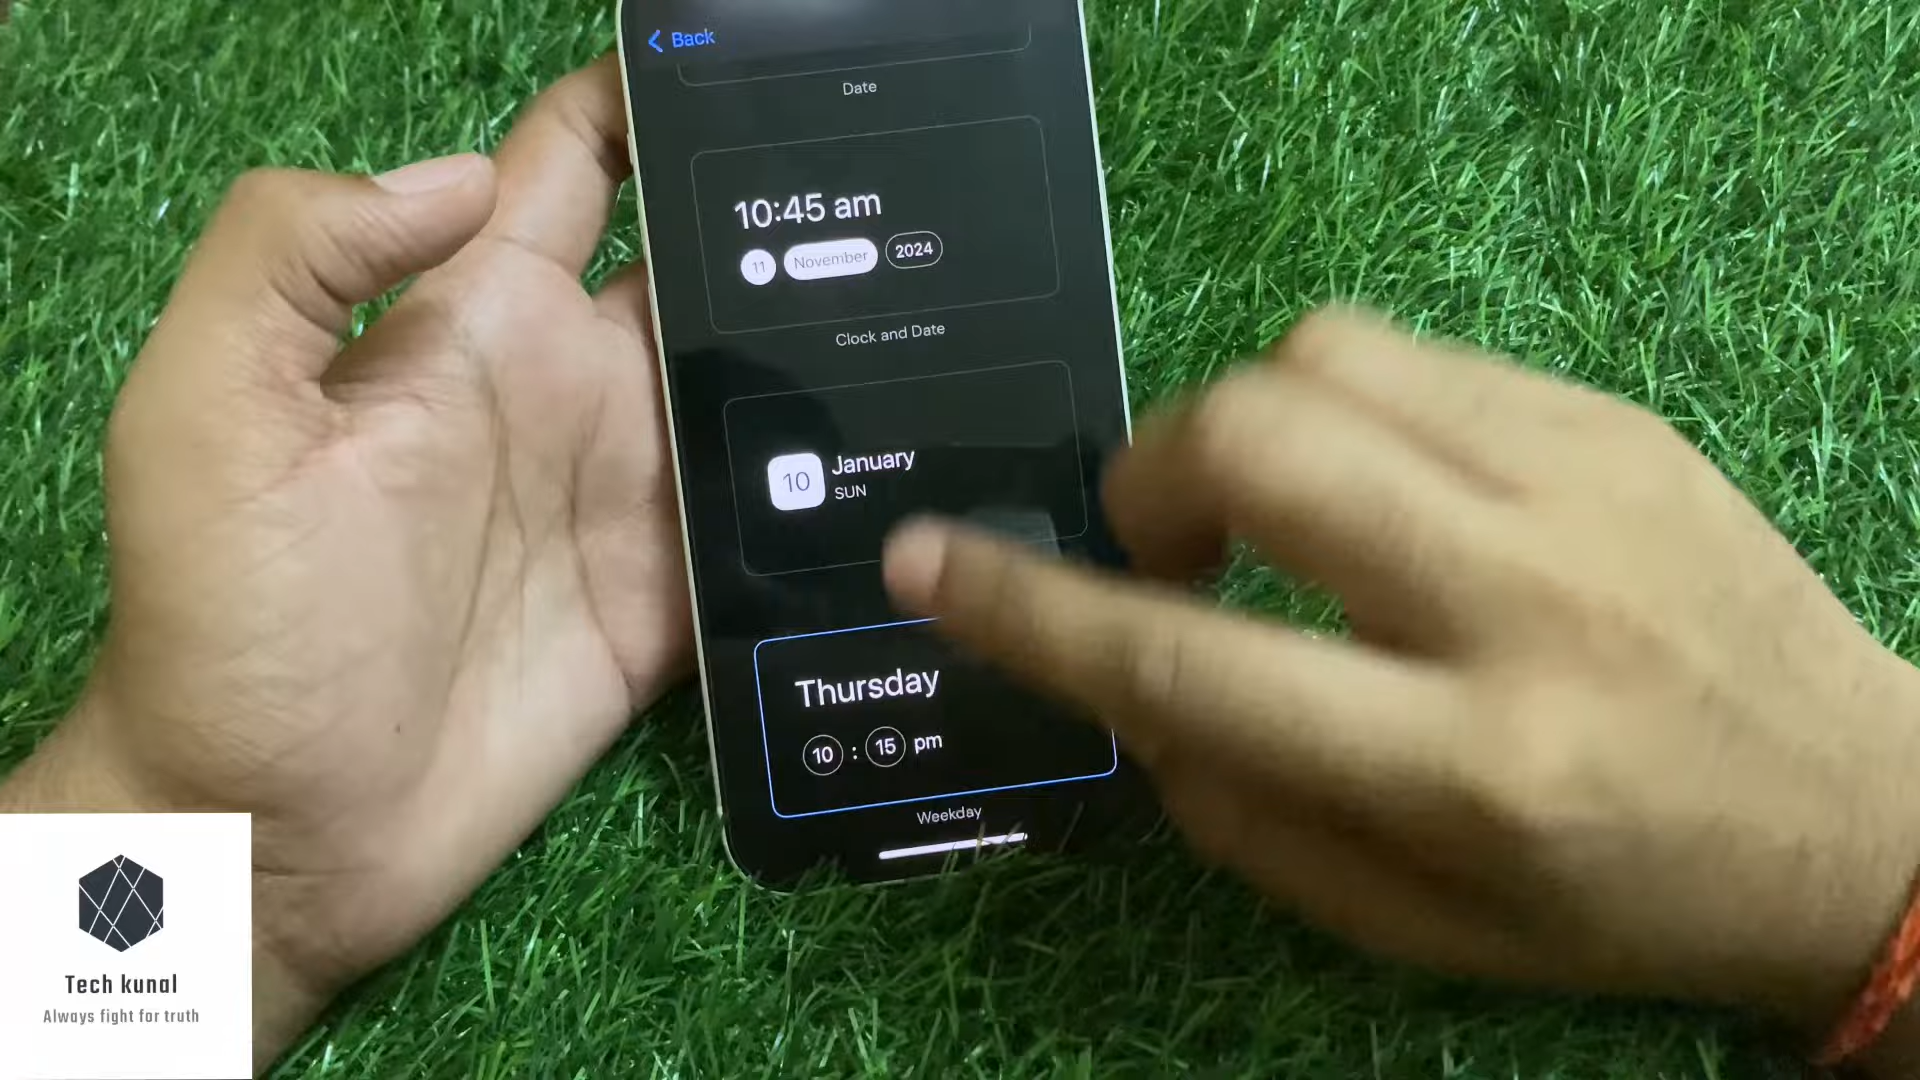 Back
Date
10:45 am
11 November 2024
Clock and Date
10 January
SUN
Thursday
10 : 15 pm
Weekday
Tech kunal
Always fight for truth